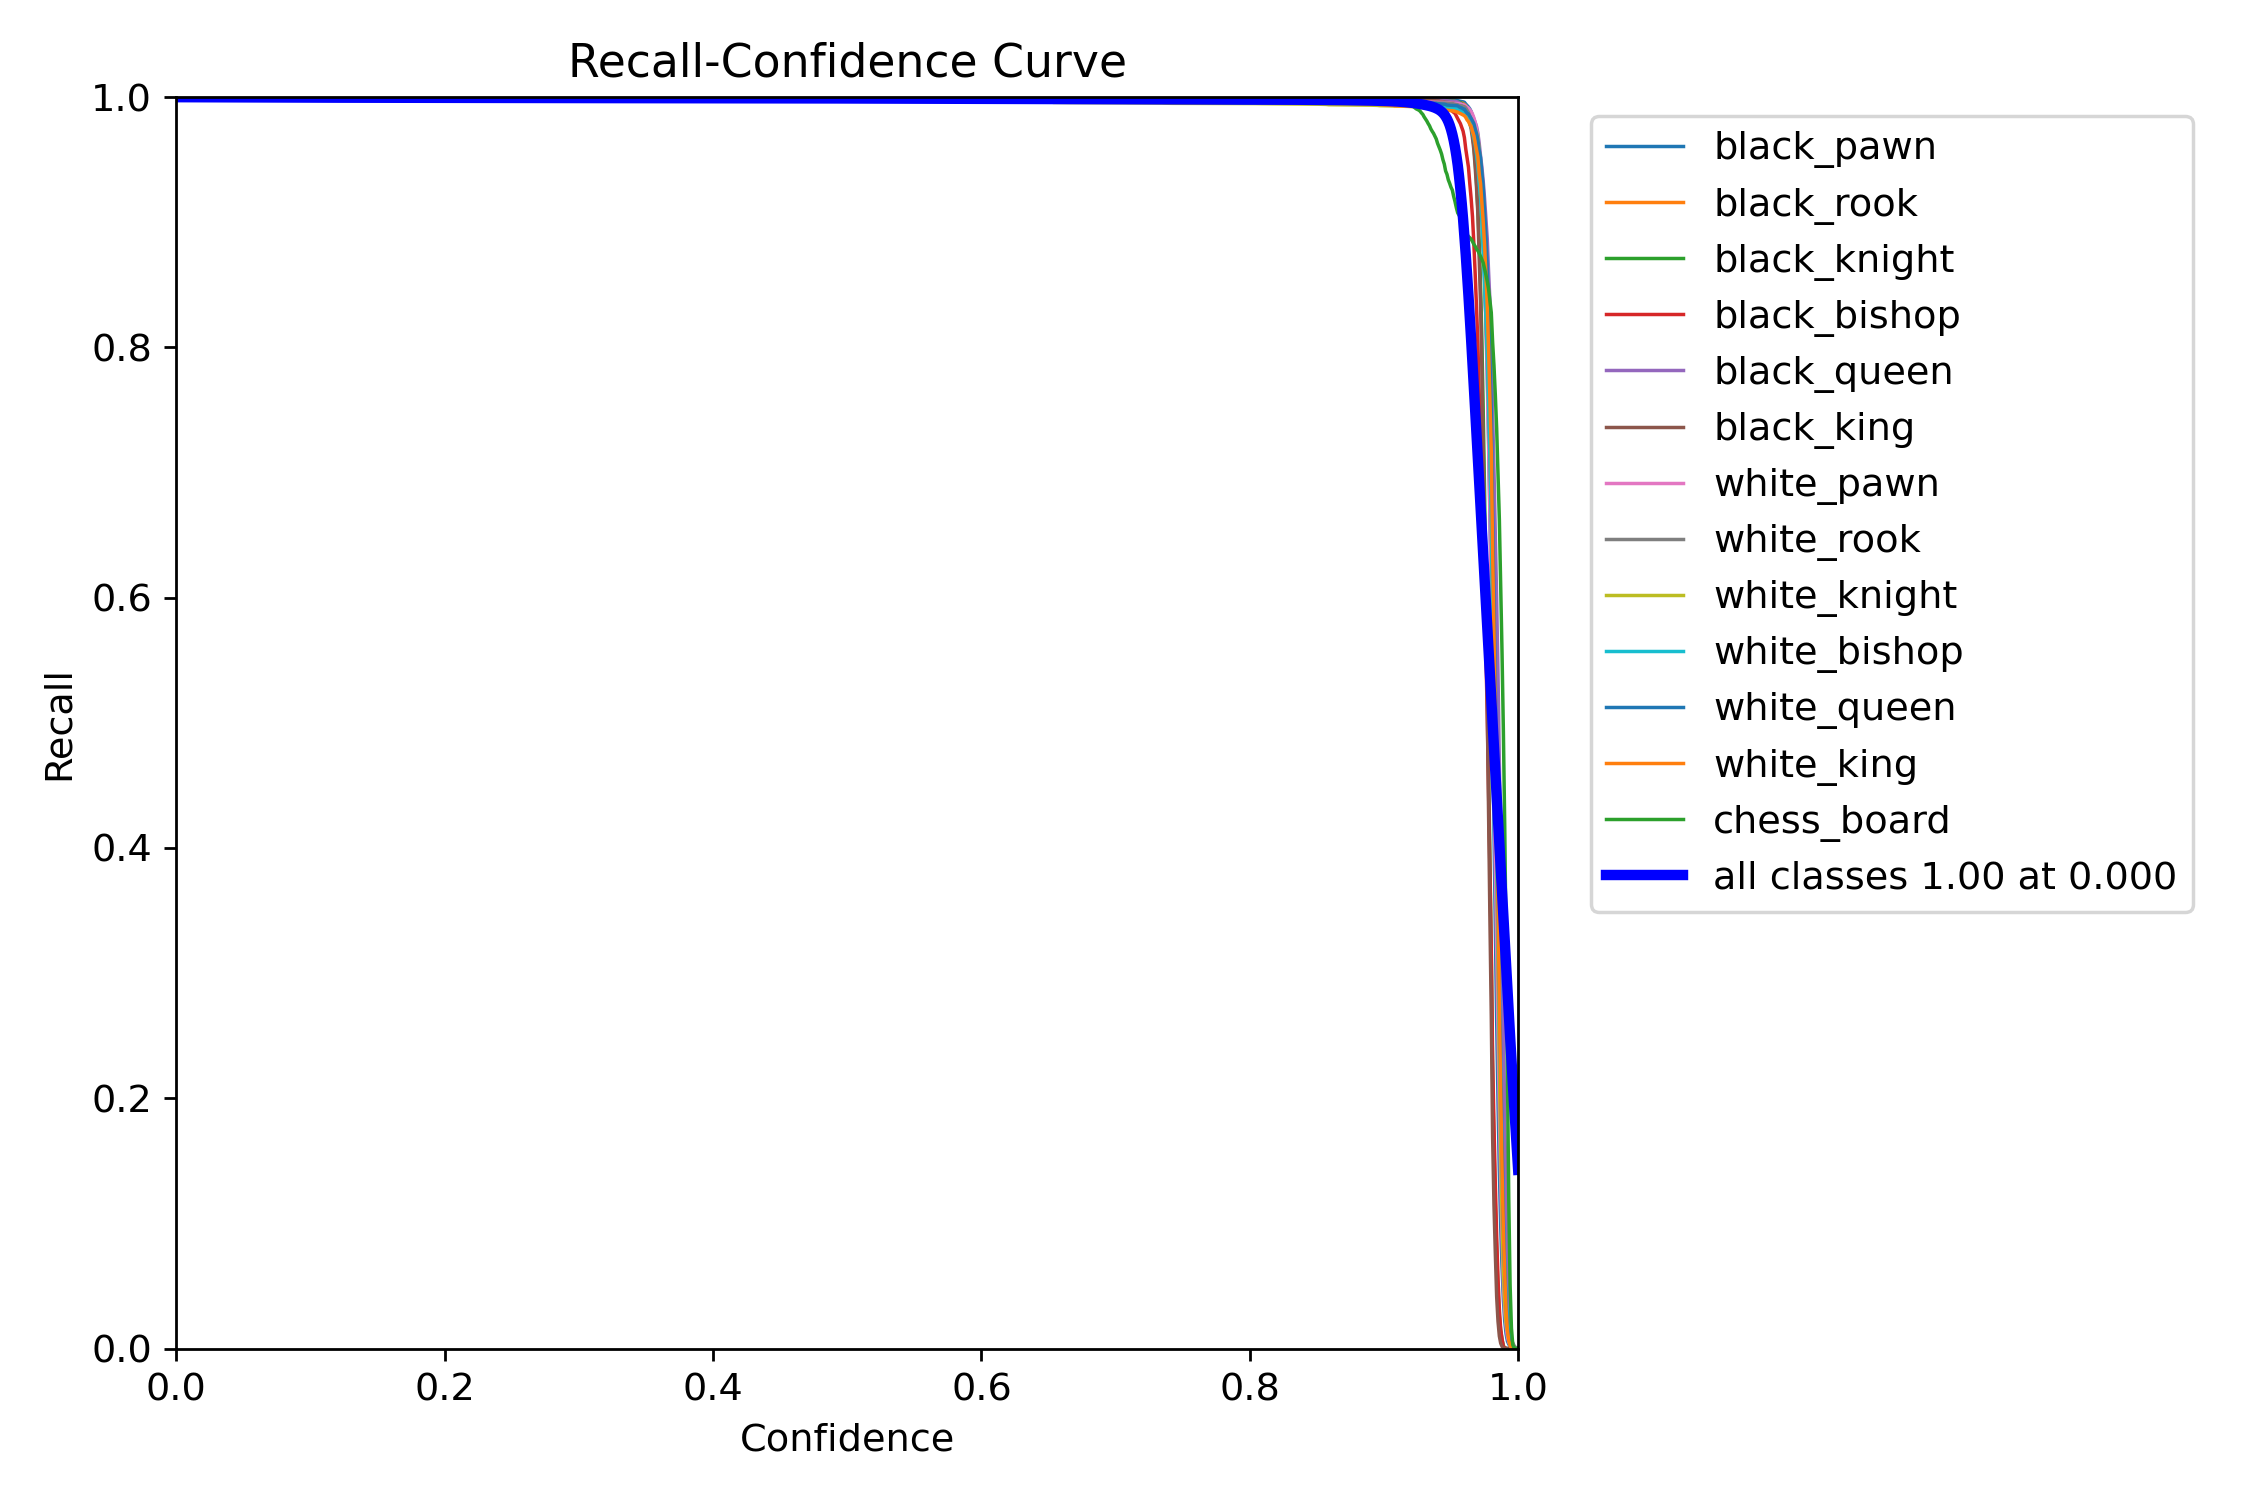 Recall-Confidence Curve
1.0
0.8
0.6
0.4
0.2
0.0
Recall
0.0 0.2 0.4 0.6 0.8 1.0
Confidence
black_pawn
black_rook
black_knight
black_bishop
black_queen
black_king
white_pawn
white_rook
white_knight
white_bishop
white_queen
white_king
chess_board
all classes 1.00 at 0.000